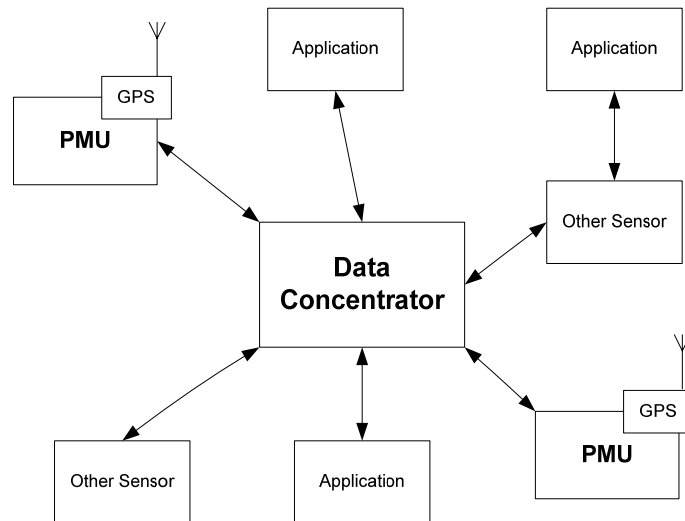 Application
Application
GPS
PMU
Other Sensor
Data
Concentrator
GPS
PMU
Other Sensor
Application